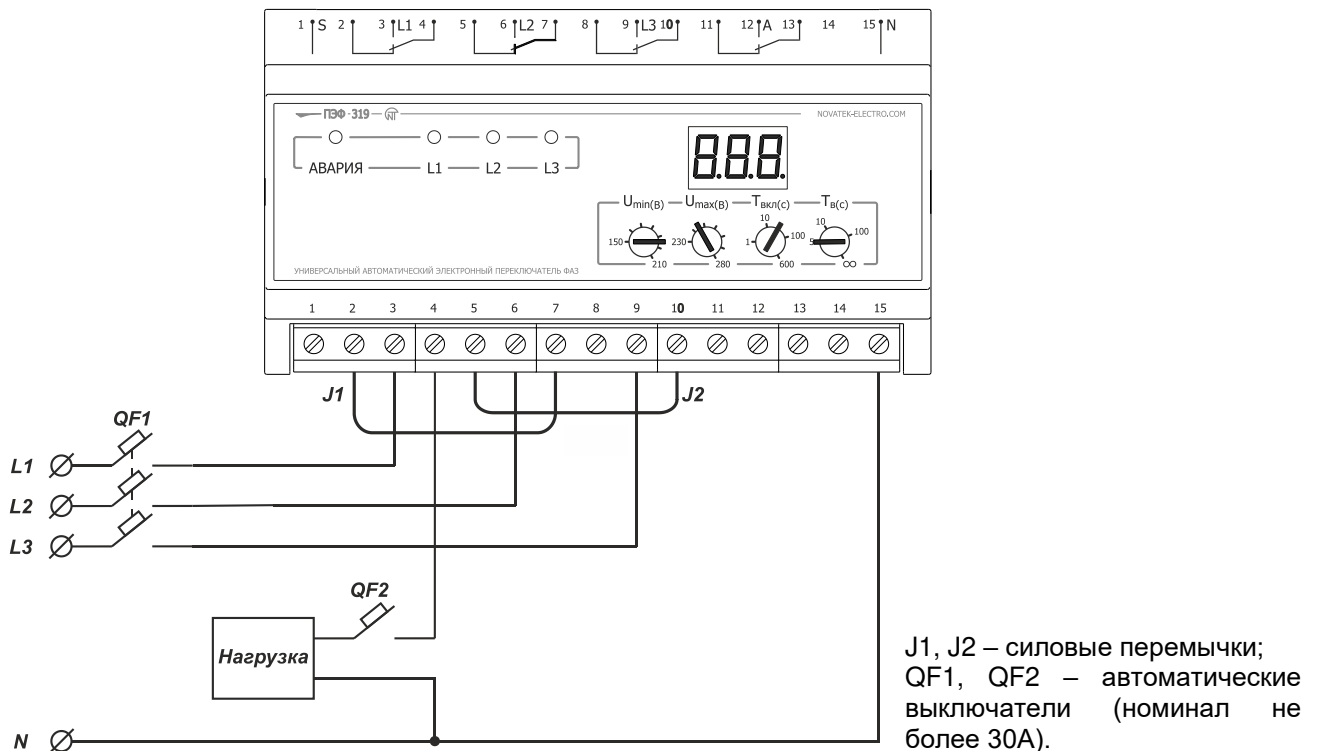 1 S 2 3 L1 4 5 6 L2 7 8 9 L3 10 11 12 A 13 14 15 N
ПЭФ - 319 NT NOVATEK-ELECTRO.COM
АВАРИЯ L1 L2 L3
8.8.8.
Umin(В) Umax(В) Tвкл(с) Tв(с)
10 10
150 230 1 100 5 100
210 280 600 ∞
УНИВЕРСАЛЬНЫЙ АВТОМАТИЧЕСКИЙ ЭЛЕКТРОННЫЙ ПЕРЕКЛЮЧАТЕЛЬ ФАЗ
1 2 3 4 5 6 7 8 9 10 11 12 13 14 15
J1 J2
QF1
L1
L2
L3
QF2
Нагрузка
N
J1, J2 – силовые перемычки;
QF1, QF2 – автоматические
выключатели (номинал не
более 30А).